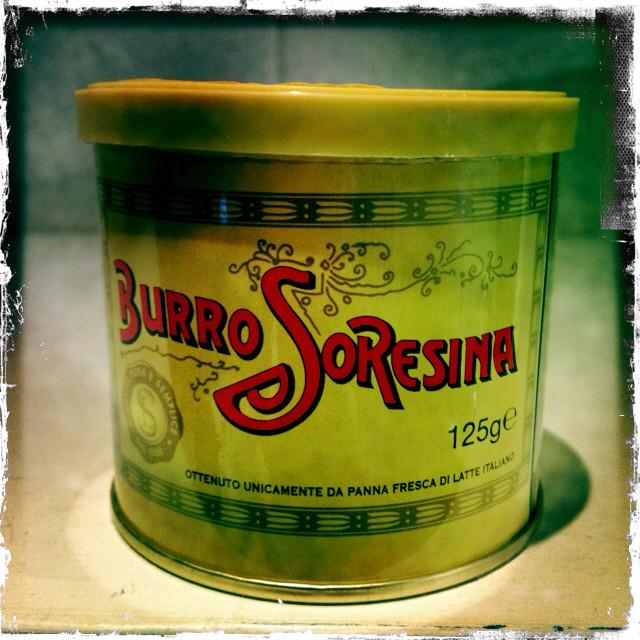 BURRO SORESINA
125g℮
OTTENUTO UNICAMENTE DA PANNA FRESCA DI LATTE ITALIANO
S